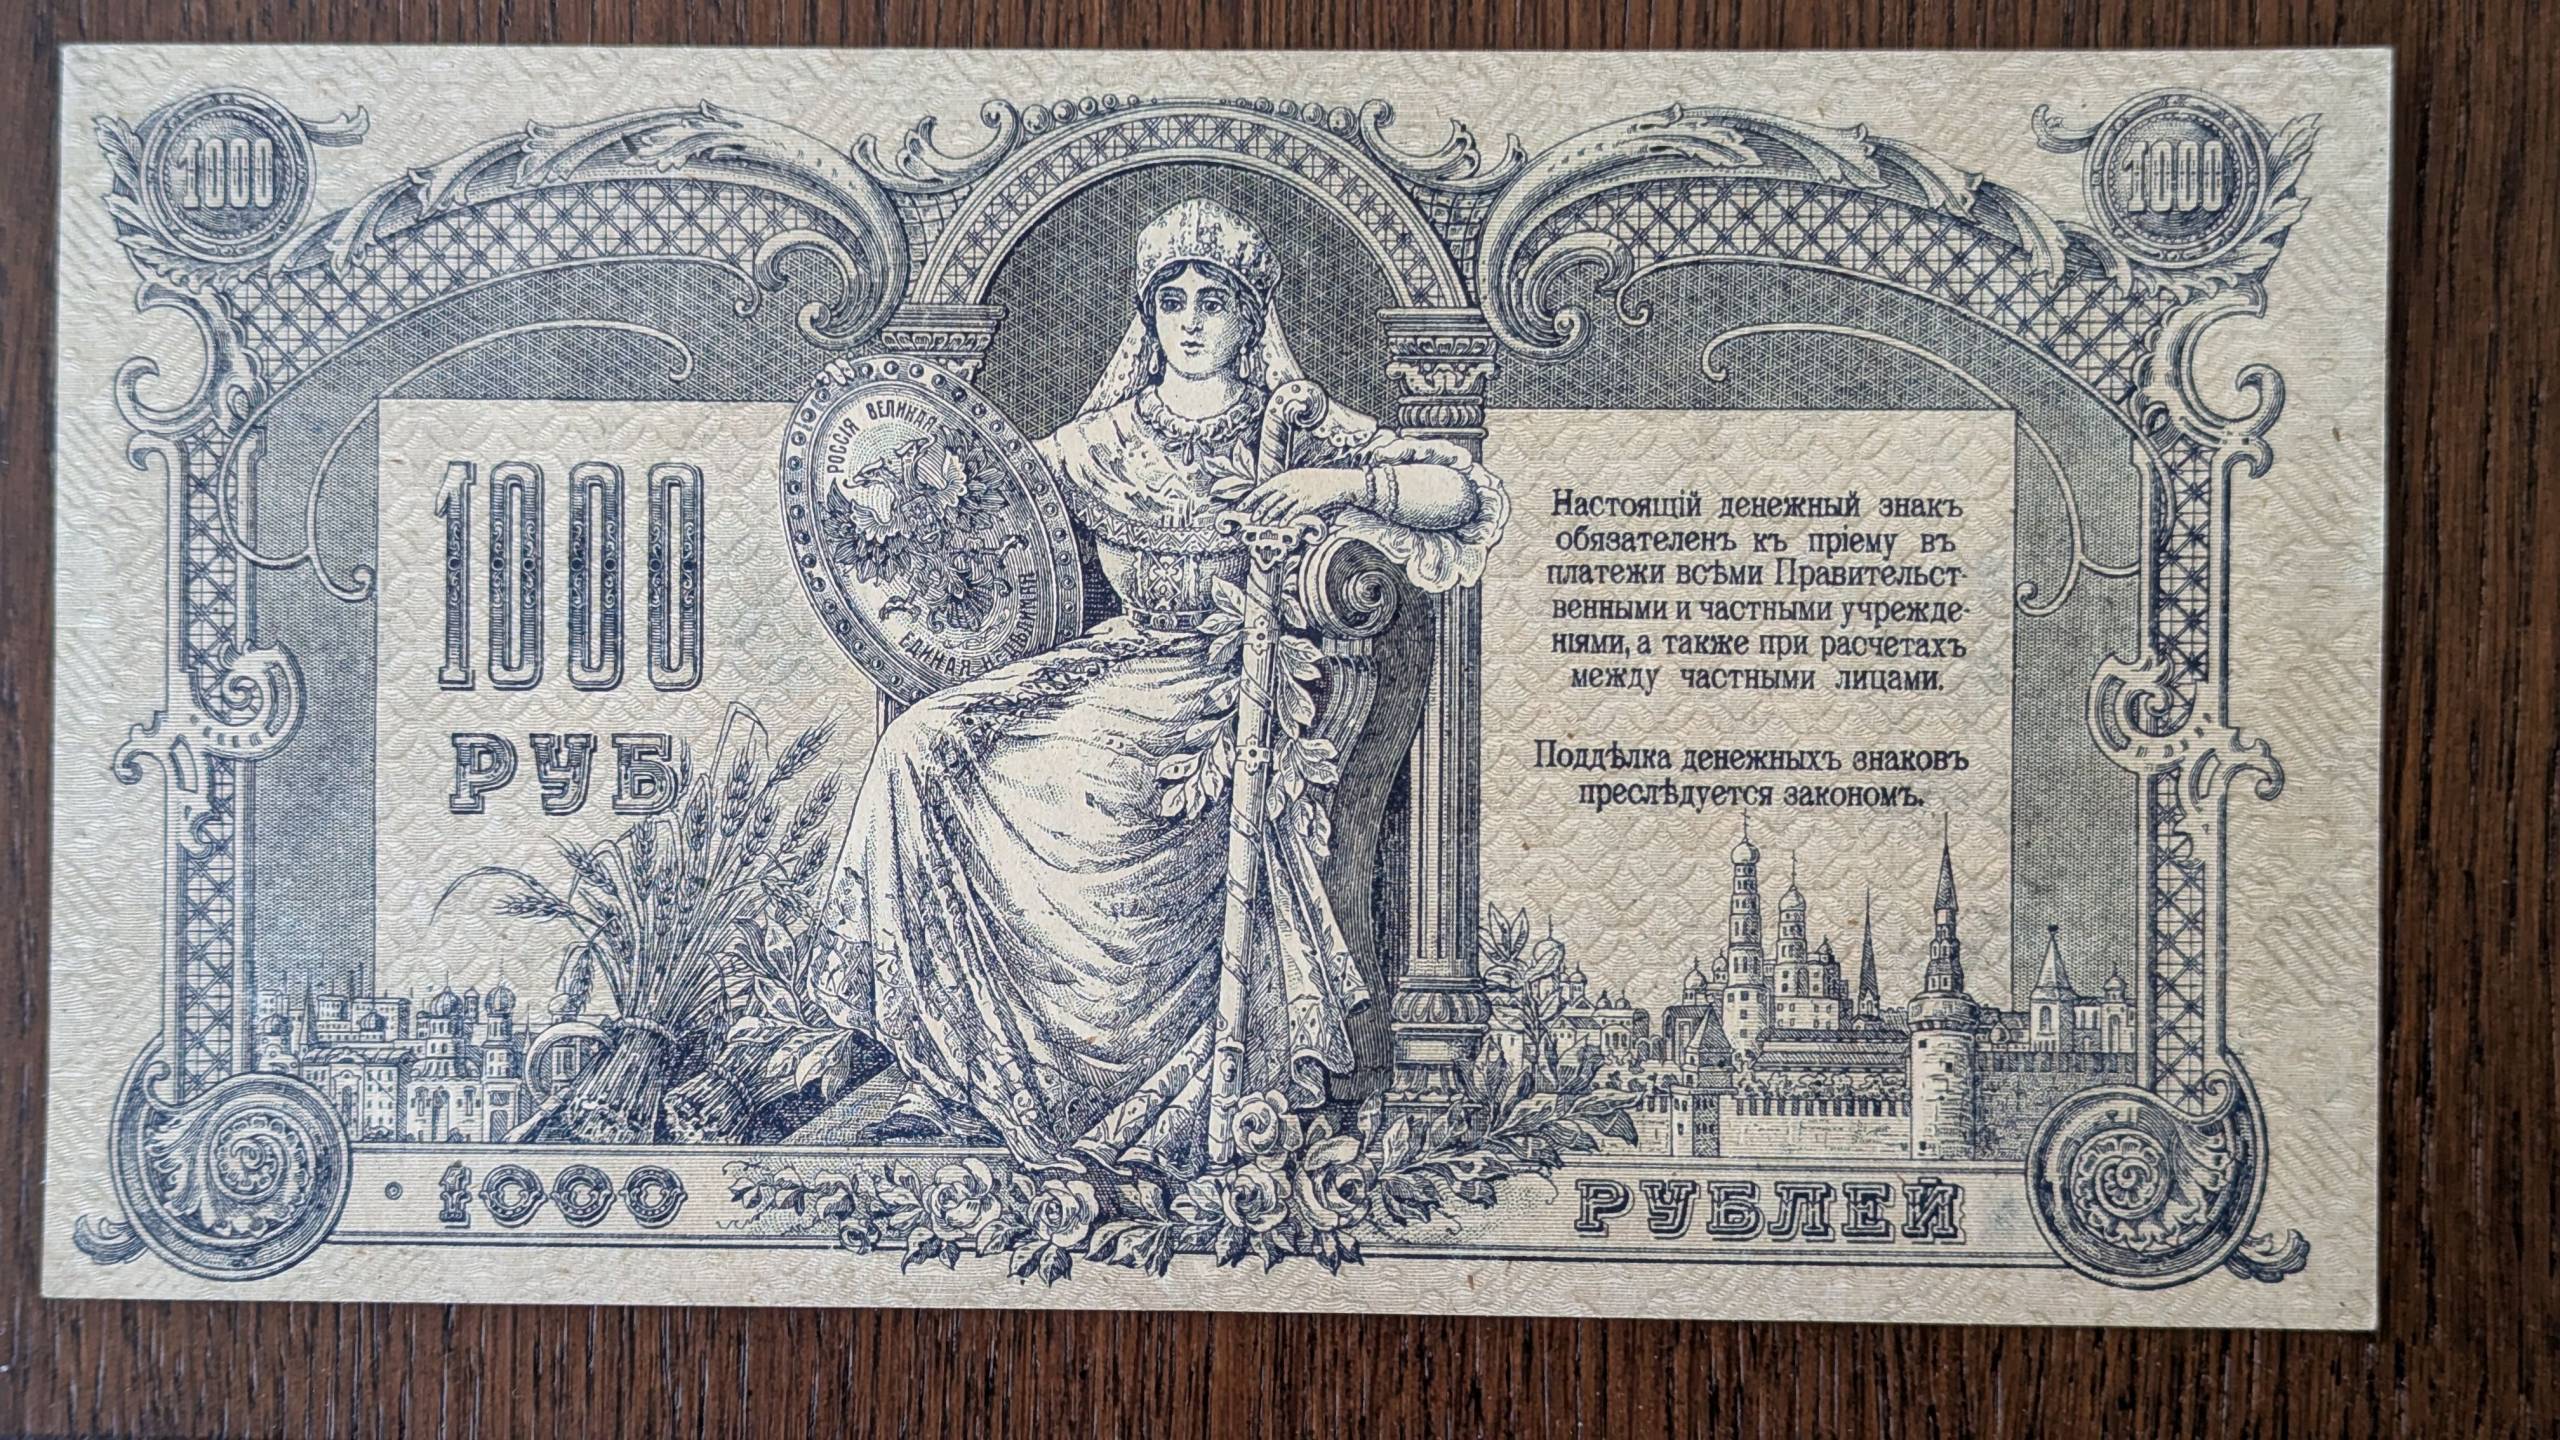 1000
1000
РОССІЯ ВЕЛИКАЯ
ЕДИНАЯ НЕДѢЛИМАЯ
1000
РУБ
Настоящій денежный знакъ
обязателенъ къ пріему въ
платежи всѣми Правительст-
венными и частными учрежде-
ніями, а также при расчетахъ
между частными лицами.
Поддѣлка денежныхъ знаковъ
преслѣдуется закономъ.
1000
РУБЛЕЙ